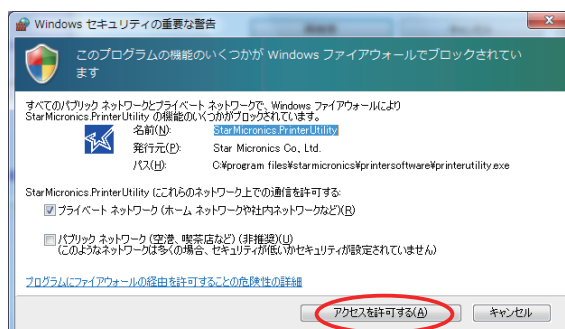 Windows セキュリティの重要な警告
このプログラムの機能のいくつかが Windows ファイアウォールでブロックされてい
ます
すべてのパブリック ネットワークとプライベート ネットワークで、Windows ファイアウォールにより
StarMicronics.PrinterUtility の機能のいくつかがブロックされています。
名前(N): StarMicronics.PrinterUtility
発行元(P): Star Micronics Co, Ltd.
パス(H): C:¥program files¥starmicronics¥printersoftware¥printerutility.exe
StarMicronics.PrinterUtility にこれらのネットワーク上での通信を許可する:
プライベート ネットワーク (ホーム ネットワークや社内ネットワークなど)(R)
パブリック ネットワーク (空港、喫茶店など) (非推奨)(U)
(このようなネットワークは多くの場合、セキュリティが低いかセキュリティが設定されていません)
プログラムにファイアウォールの経由を許可することの危険性の詳細
アクセスを許可する(A) キャンセル